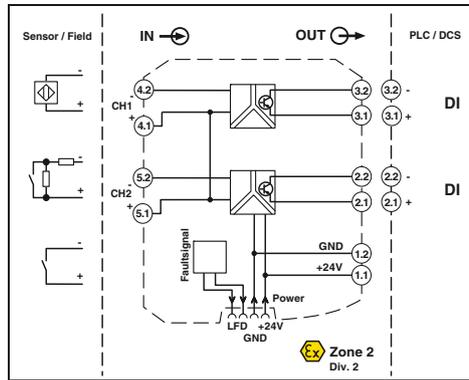 Sensor / Field
IN
OUT
PLC / DCS
-
+
CH1
-
+
4.2
4.1
3.2
3.1
3.2 -
3.1 +
DI
-
+
CH2
-
+
5.2
5.1
2.2
2.1
2.2 -
2.1 +
DI
-
+
Faultsignal
GND
1.2
+24V
1.1
Power
LFD
+24V
GND
Ex Zone 2
Div. 2